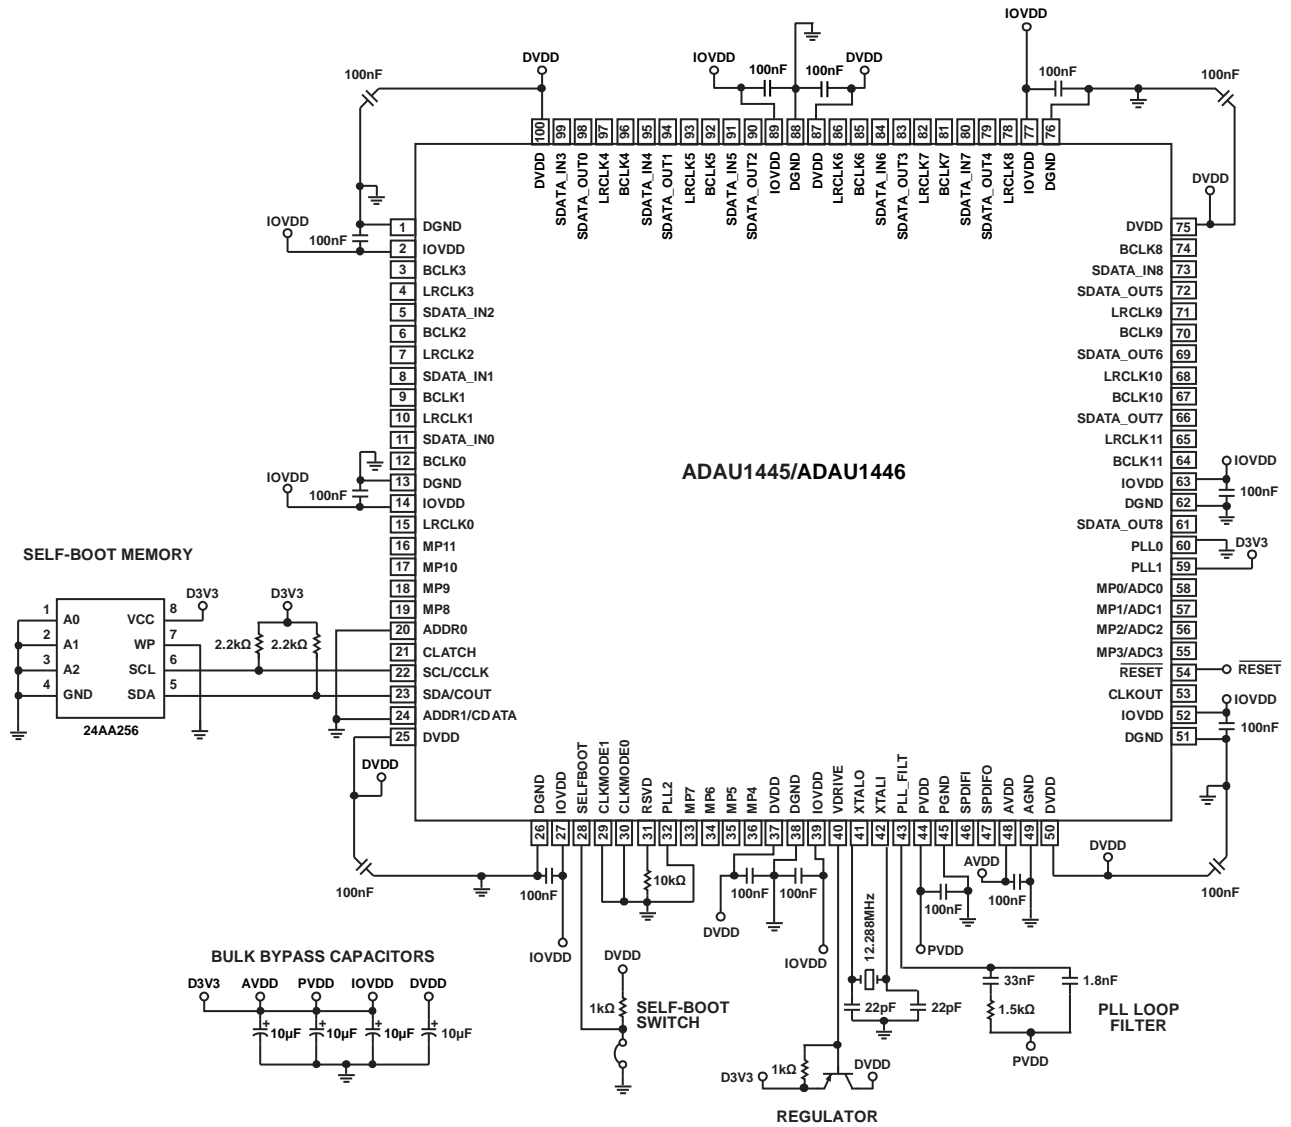 IOVDD
DVDD
IOVDD
DVDD
100nF
100nF
100nF
100nF
100nF
100 99 98 97 96 95 94 93 92 91 90 89 88 87 86 85 84 83 82 81 80 79 78 77 76
DVDD
SDATA_IN3
SDATA_OUT0
LRCLK4
BCLK4
SDATA_IN4
SDATA_OUT1
LRCLK5
BCLK5
SDATA_IN5
SDATA_OUT2
IOVDD
DGND
DVDD
LRCLK6
BCLK6
SDATA_IN6
SDATA_OUT3
LRCLK7
BCLK7
SDATA_IN7
SDATA_OUT4
LRCLK8
IOVDD
DGND
DVDD
IOVDD
100nF
1 DGND
2 IOVDD
3 BCLK3
4 LRCLK3
5 SDATA_IN2
6 BCLK2
7 LRCLK2
8 SDATA_IN1
9 BCLK1
10 LRCLK1
11 SDATA_IN0
12 BCLK0
13 DGND
14 IOVDD
15 LRCLK0
16 MP11
17 MP10
18 MP9
19 MP8
20 ADDR0
21 CLATCH
22 SCL/CCLK
23 SDA/COUT
24 ADDR1/CDATA
25 DVDD
IOVDD
100nF
ADAU1445/ADAU1446
DVDD 75
BCLK8 74
SDATA_IN8 73
SDATA_OUT5 72
LRCLK9 71
BCLK9 70
SDATA_OUT6 69
LRCLK10 68
BCLK10 67
SDATA_OUT7 66
LRCLK11 65
BCLK11 64
IOVDD 63
DGND 62
SDATA_OUT8 61
PLL0 60
PLL1 59
MP0/ADC0 58
MP1/ADC1 57
MP2/ADC2 56
MP3/ADC3 55
RESET 54
CLKOUT 53
IOVDD 52
DGND 51
IOVDD
100nF
D3V3
RESET
IOVDD
100nF
SELF-BOOT MEMORY
D3V3
D3V3
1 A0
2 A1
3 A2
4 GND
VCC 8
WP 7
SCL 6
SDA 5
24AA256
2.2kΩ
2.2kΩ
DVDD
DGND
IOVDD
SELFBOOT
CLKMODE1
CLKMODE0
RSVD
PLL2
MP7
MP6
MP5
MP4
DVDD
DGND
IOVDD
VDRIVE
XTALO
XTALI
PLL_FILT
PVDD
PGND
SPDIFI
SPDIFO
AVDD
AGND
DVDD
26 27 28 29 30 31 32 33 34 35 36 37 38 39 40 41 42 43 44 45 46 47 48 49 50
100nF
100nF
10kΩ
100nF
100nF
100nF
AVDD
100nF
DVDD
100nF
IOVDD
DVDD
IOVDD
12.288MHz
PVDD
22pF
22pF
33nF
1.8nF
1.5kΩ
PVDD
PLL LOOP
FILTER
BULK BYPASS CAPACITORS
D3V3
AVDD
PVDD
IOVDD
DVDD
+
10µF
+
10µF
+
10µF
+
10µF
DVDD
1kΩ
SELF-BOOT
SWITCH
D3V3
1kΩ
DVDD
REGULATOR